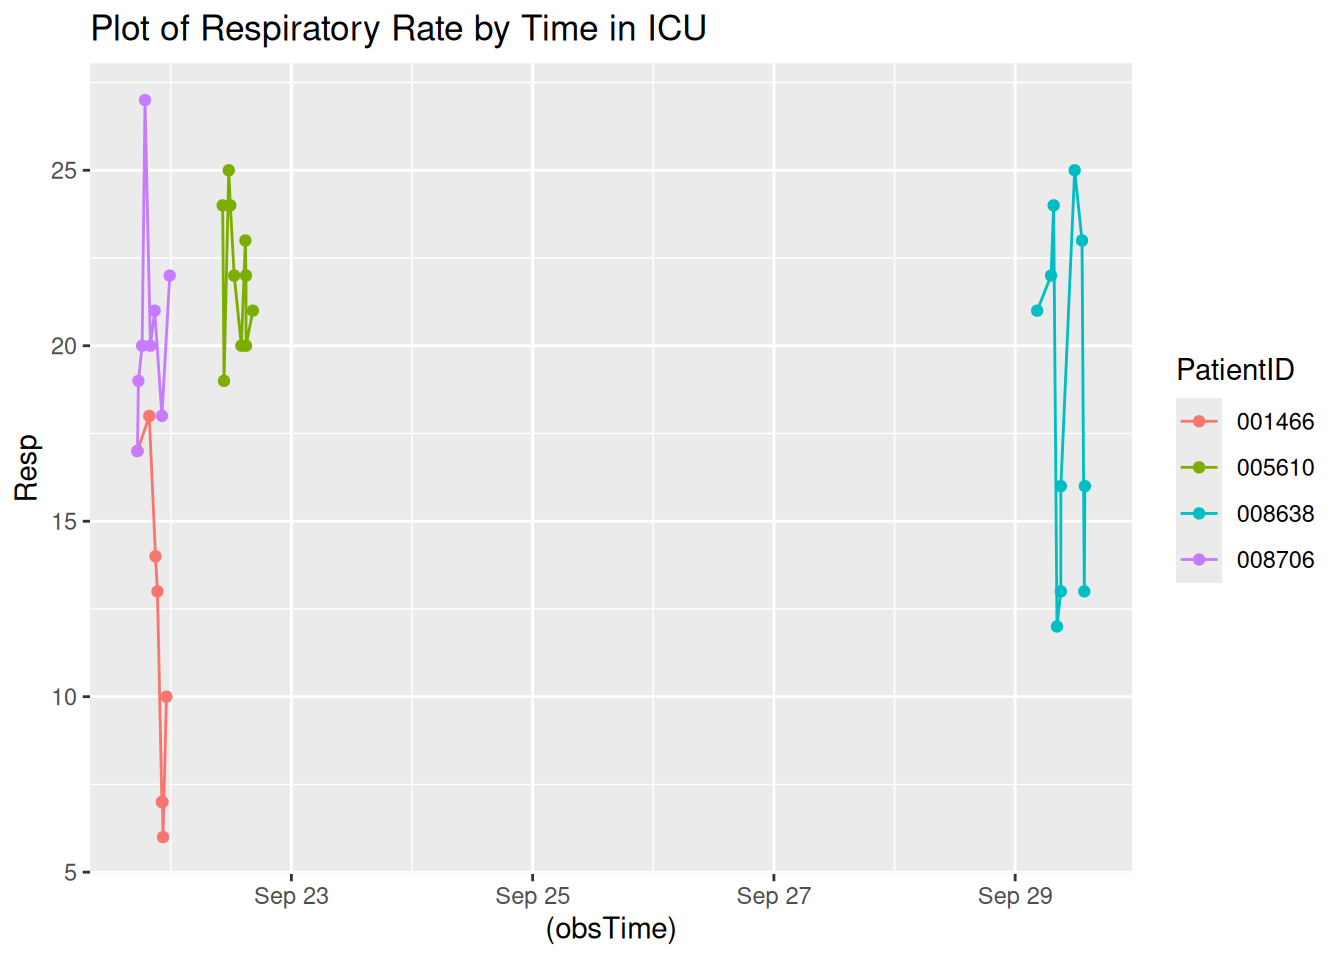 Plot of Respiratory Rate by Time in ICU
Resp
25
20
15
10
5
Sep 23
Sep 25
Sep 27
Sep 29
(obsTime)
PatientID
001466
005610
008638
008706